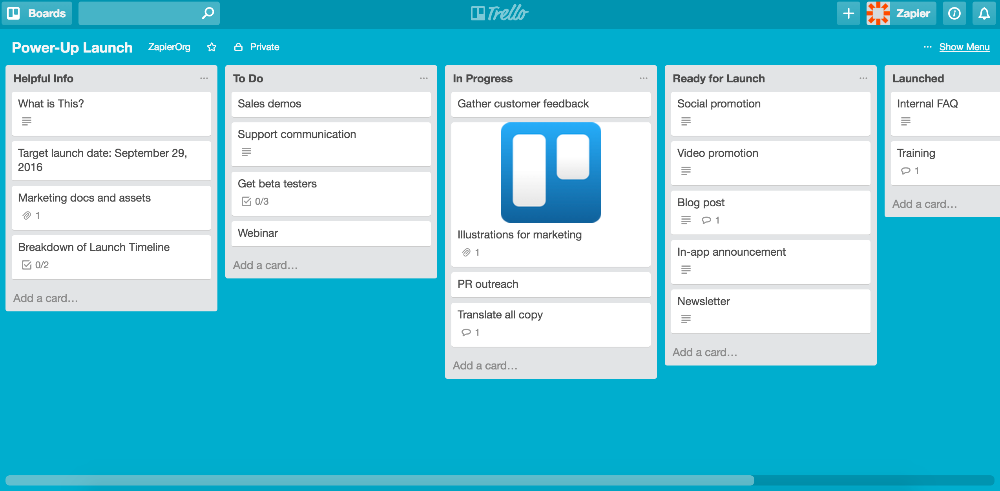 Boards
Trello
Zapier
Power-Up Launch
ZapierOrg
Private
Show Menu
Helpful Info
What is This?
Target launch date: September 29,
2016
Marketing docs and assets
1
Breakdown of Launch Timeline
0/2
Add a card…
To Do
Sales demos
Support communication
Get beta testers
0/3
Webinar
Add a card…
In Progress
Gather customer feedback
Illustrations for marketing
1
PR outreach
Translate all copy
1
Add a card…
Ready for Launch
Social promotion
Video promotion
Blog post
1
In-app announcement
Newsletter
Add a card…
Launched
Internal FAQ
Training
1
Add a card…